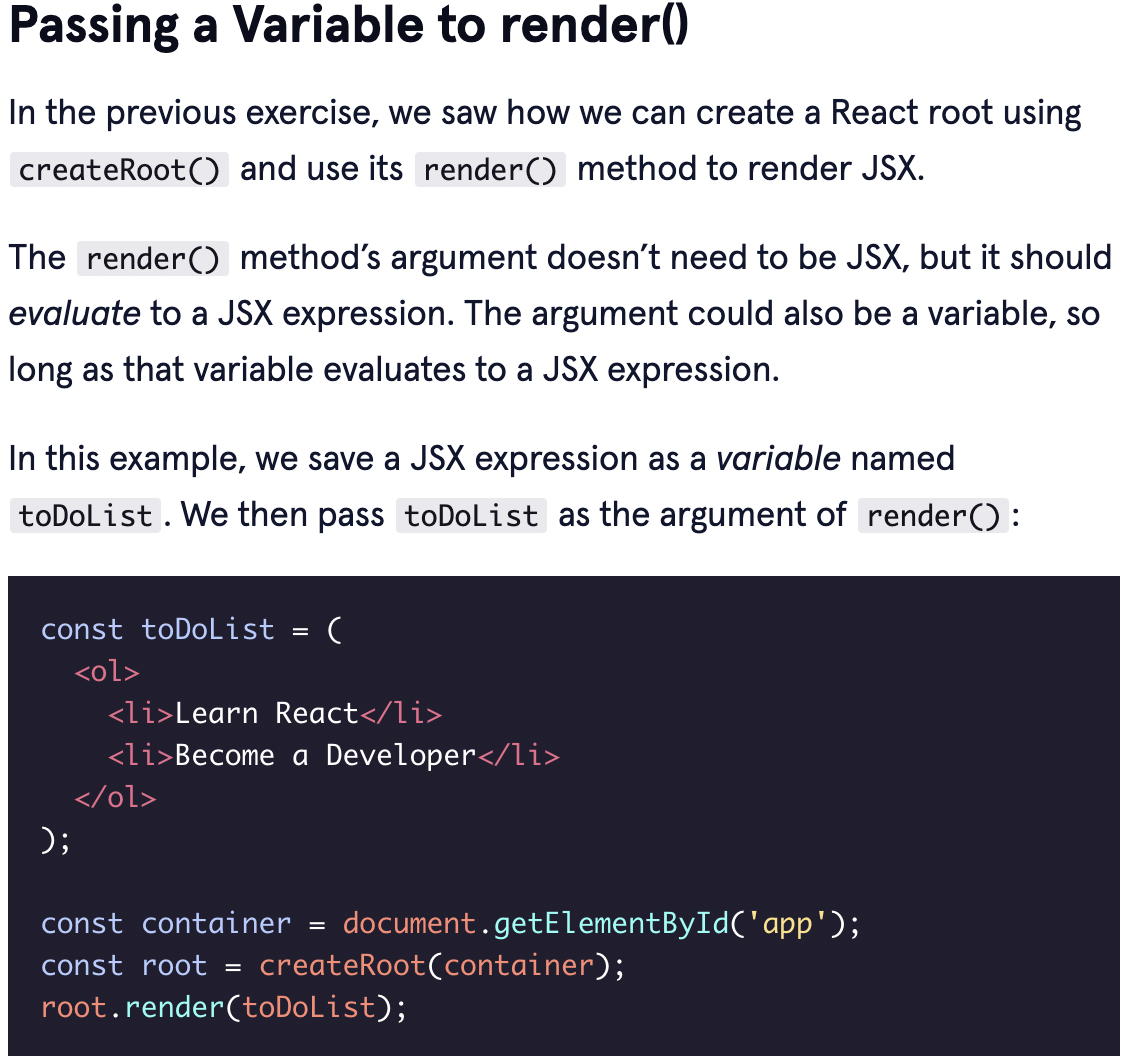 Passing a Variable to render()
In the previous exercise, we saw how we can create a React root using
createRoot() and use its render() method to render JSX.
The render() method’s argument doesn’t need to be JSX, but it should
evaluate to a JSX expression. The argument could also be a variable, so
long as that variable evaluates to a JSX expression.
In this example, we save a JSX expression as a variable named
toDoList. We then pass toDoList as the argument of render():
const toDoList = (
  <ol>
    <li>Learn React</li>
    <li>Become a Developer</li>
  </ol>
);
const container = document.getElementById('app');
const root = createRoot(container);
root.render(toDoList);